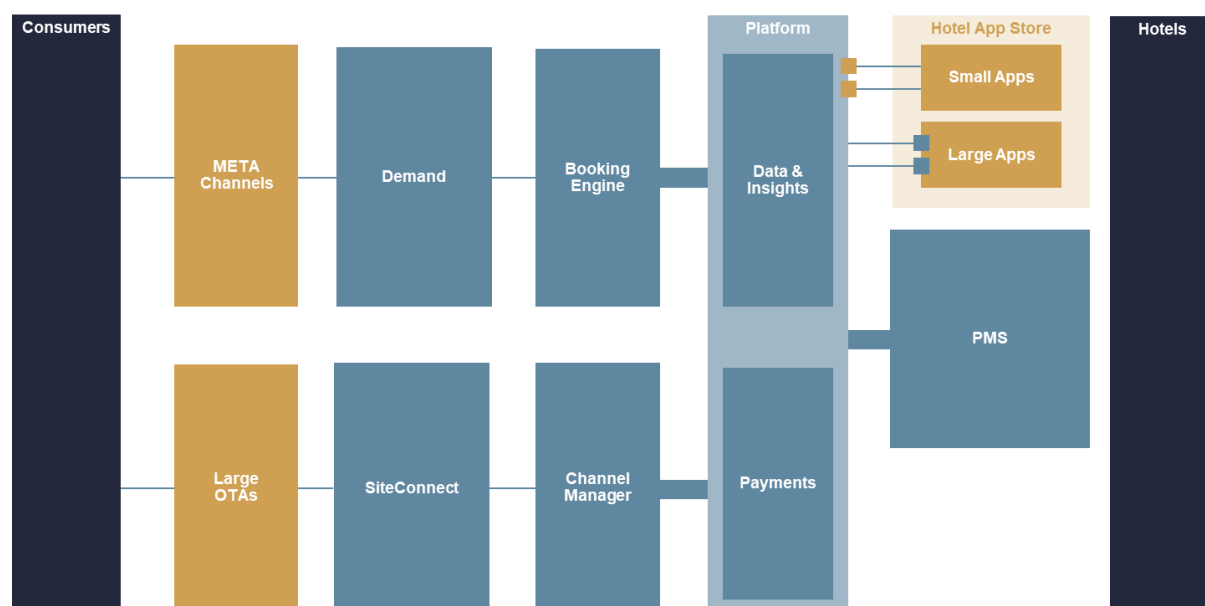 Consumers
Platform
Hotel App Store
Hotels
Small Apps
Large Apps
META
Channels
Demand
Booking
Engine
Data &
Insights
PMS
Large
OTAs
SiteConnect
Channel
Manager
Payments